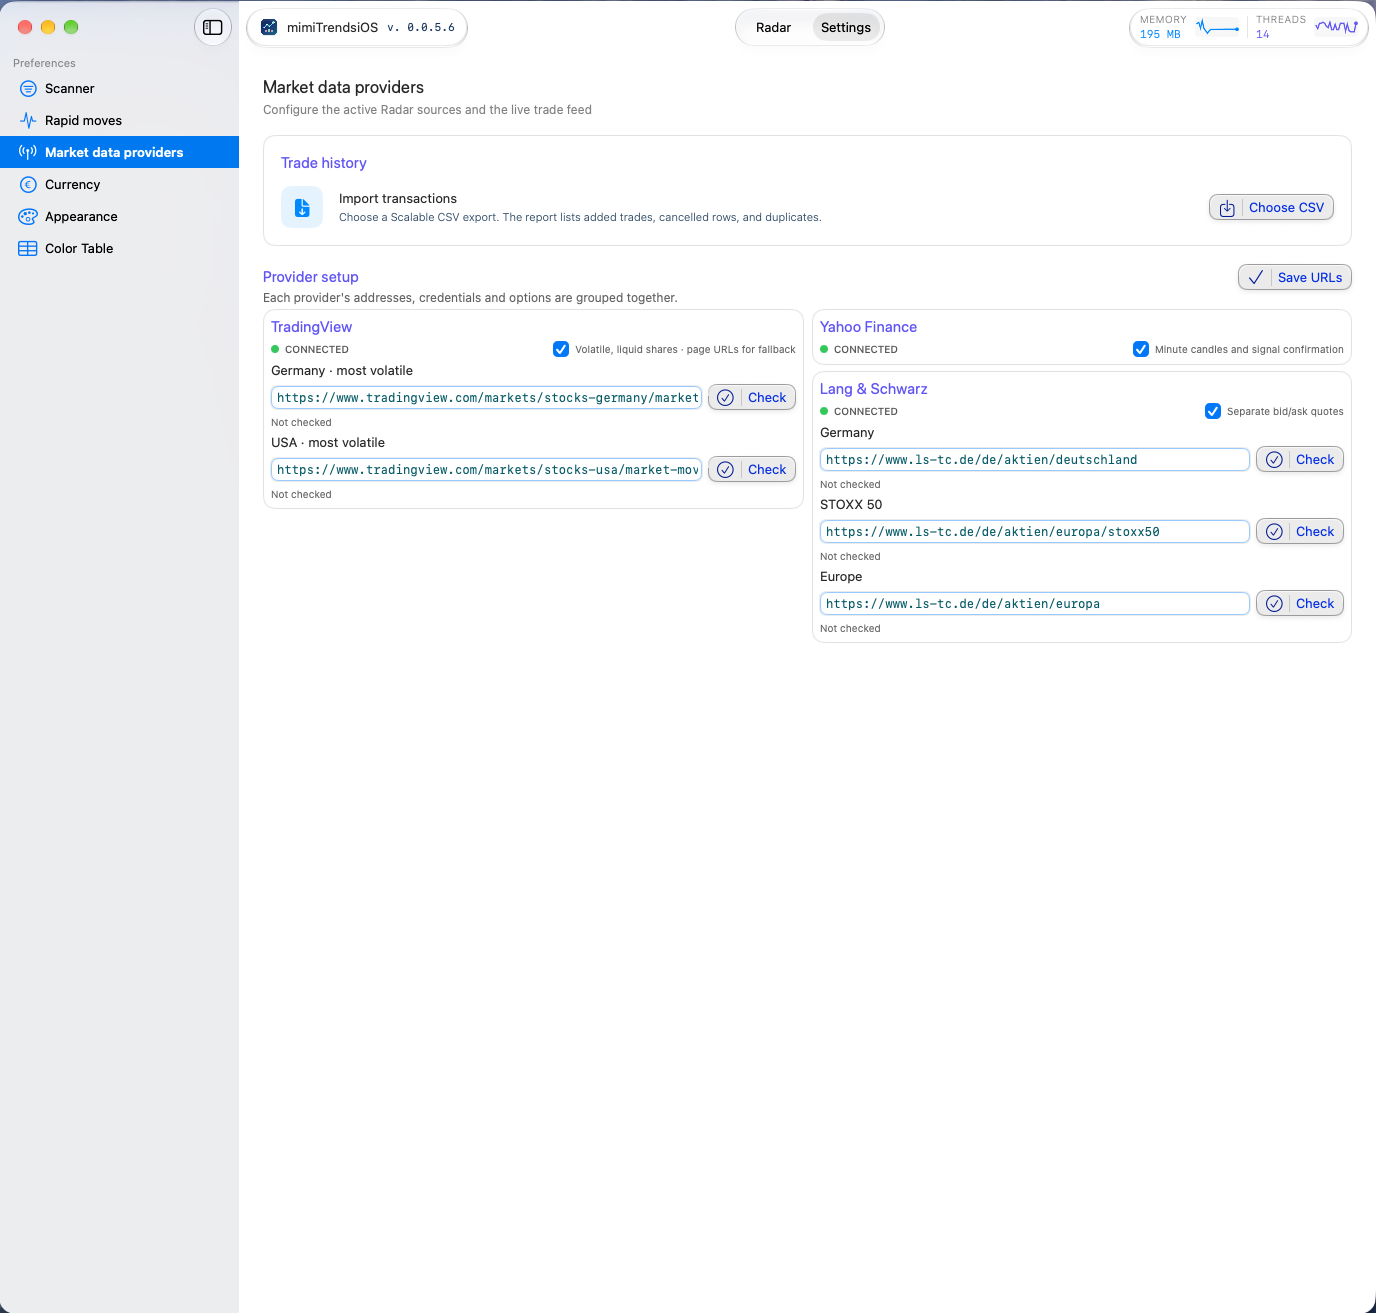 mimiTrendsiOS v. 0.0.5.6
Radar
Settings
MEMORY
195 MB
THREADS
14
Preferences
Scanner
Rapid moves
Market data providers
Currency
Appearance
Color Table
Market data providers
Configure the active Radar sources and the live trade feed
Trade history
Import transactions
Choose a Scalable CSV export. The report lists added trades, cancelled rows, and duplicates.
Choose CSV
Provider setup
Each provider's addresses, credentials and options are grouped together.
Save URLs
TradingView
CONNECTED
Volatile, liquid shares · page URLs for fallback
Germany · most volatile
https://www.tradingview.com/markets/stocks-germany/market
Check
Not checked
USA · most volatile
https://www.tradingview.com/markets/stocks-usa/market-mov
Check
Not checked
Yahoo Finance
CONNECTED
Minute candles and signal confirmation
Lang & Schwarz
CONNECTED
Separate bid/ask quotes
Germany
https://www.ls-tc.de/de/aktien/deutschland
Check
Not checked
STOXX 50
https://www.ls-tc.de/de/aktien/europa/stoxx50
Check
Not checked
Europe
https://www.ls-tc.de/de/aktien/europa
Check
Not checked